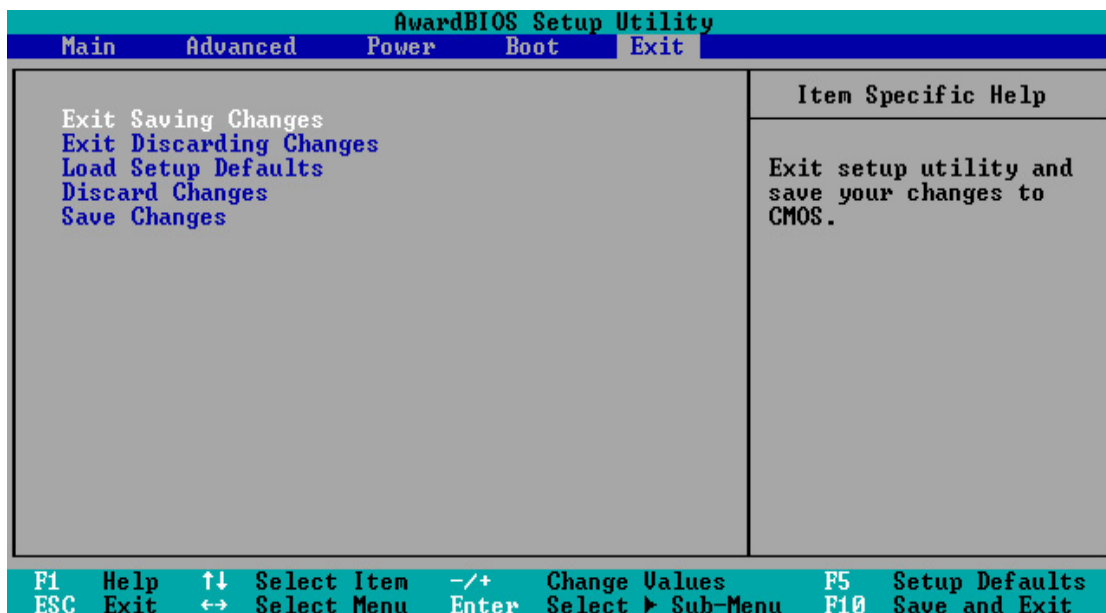 AwardBIOS Setup Utility
Main Advanced Power Boot Exit
Exit Saving Changes
Exit Discarding Changes
Load Setup Defaults
Discard Changes
Save Changes
Item Specific Help
Exit setup utility and
save your changes to
CMOS.
F1 Help ↑↓ Select Item -/+ Change Values F5 Setup Defaults
ESC Exit ←→ Select Menu Enter Select ▶ Sub-Menu F10 Save and Exit